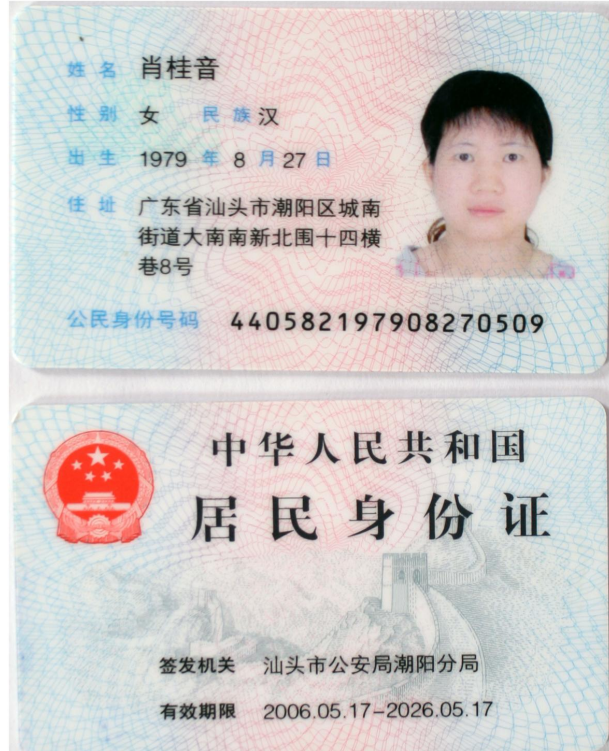 姓名 肖桂音
性别 女 民族 汉
出生 1979 年 8 月 27 日
住址 广东省汕头市潮阳区城南
街道大南南新北围十四横
巷8号
公民身份号码 440582197908270509
中华人民共和国
居民身份证
签发机关 汕头市公安局潮阳分局
有效期限 2006.05.17-2026.05.17